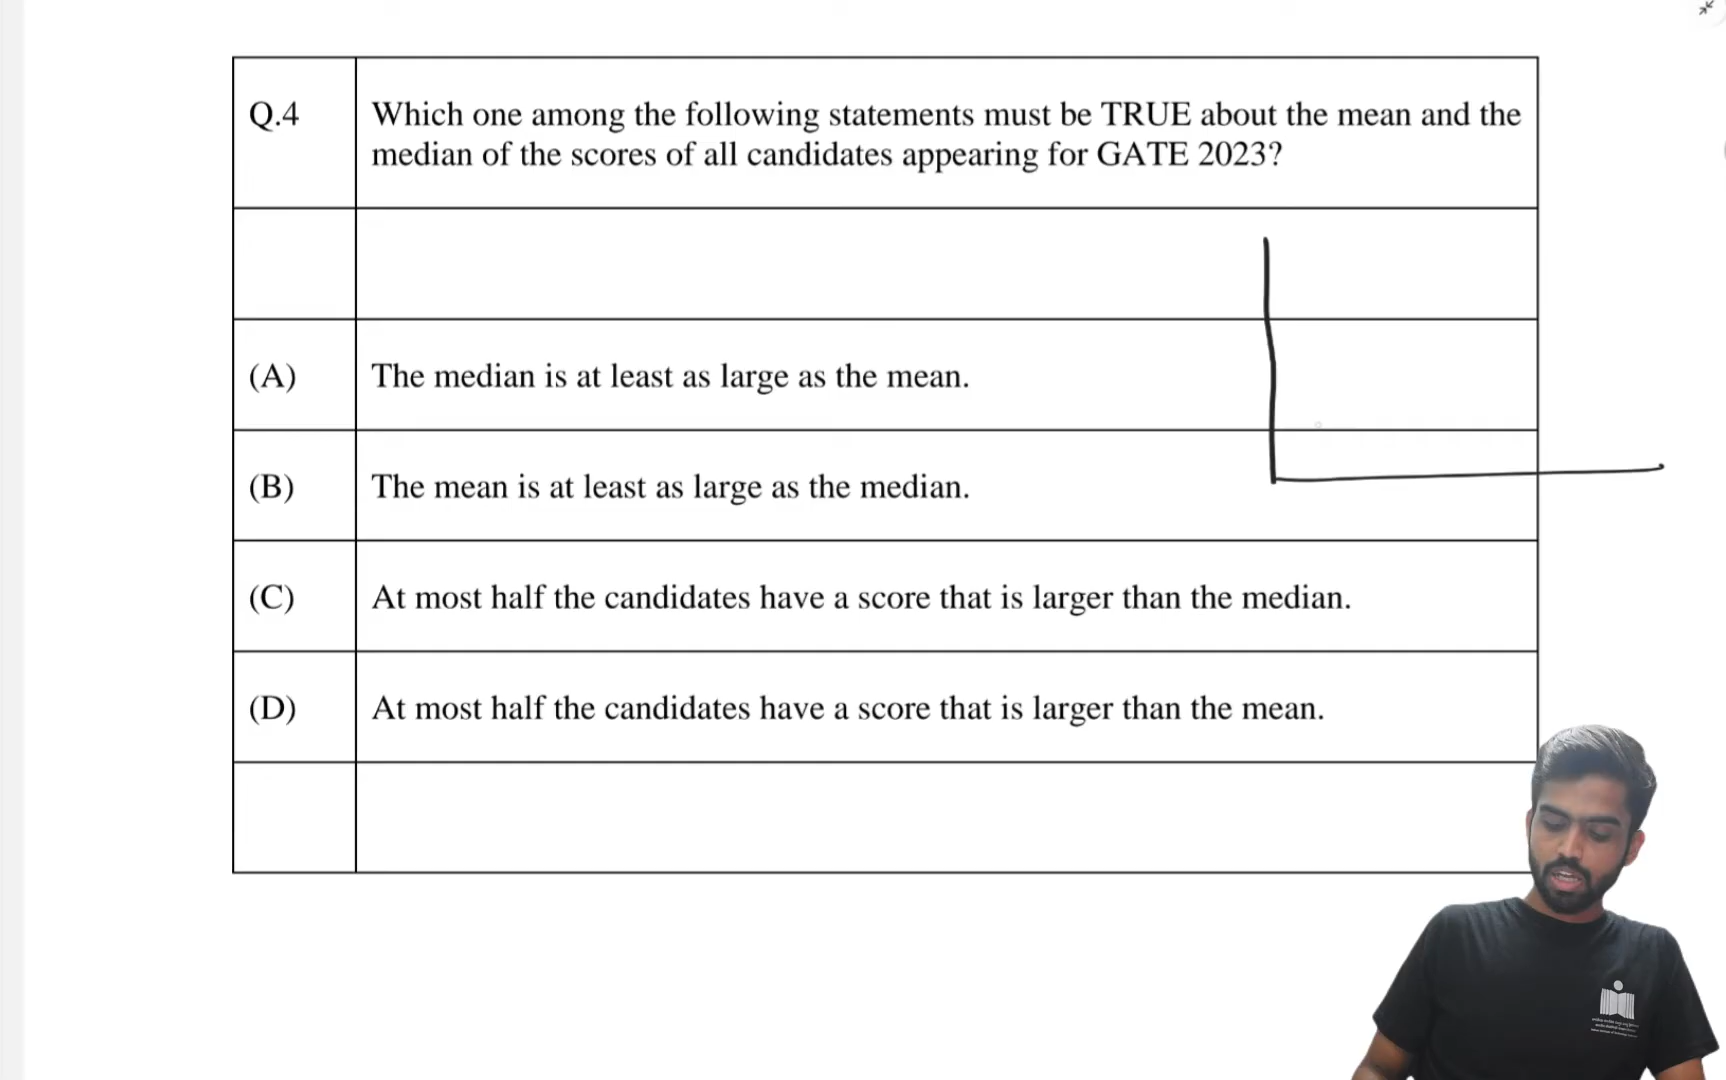 Q.4
Which one among the following statements must be TRUE about the mean and the
median of the scores of all candidates appearing for GATE 2023?
(A) The median is at least as large as the mean.
(B) The mean is at least as large as the median.
(C) At most half the candidates have a score that is larger than the median.
(D) At most half the candidates have a score that is larger than the mean.